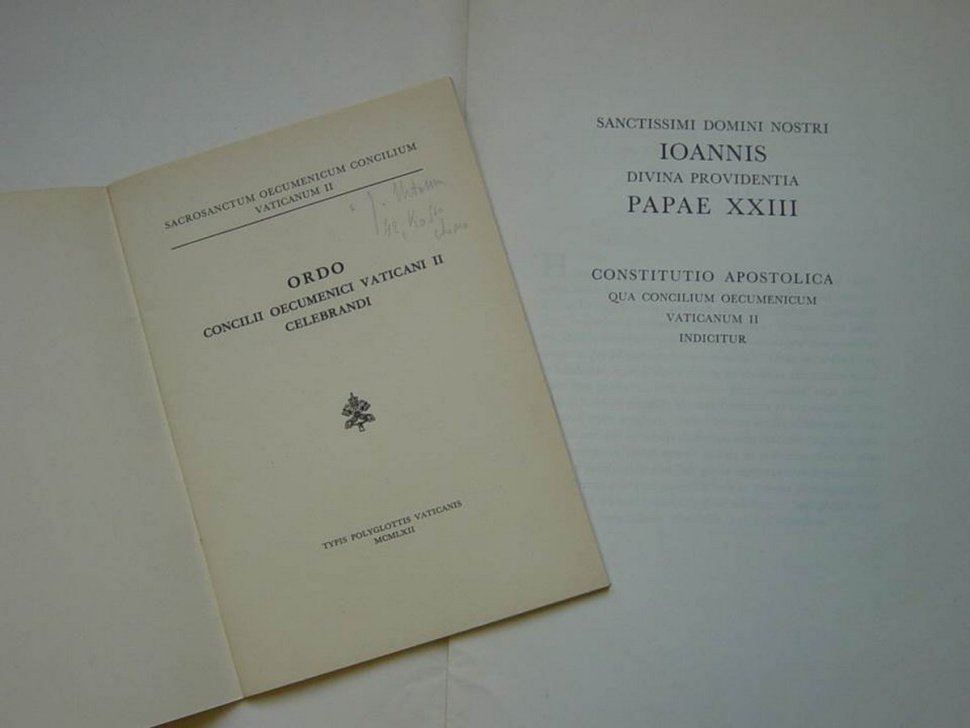 SACROSANCTUM OECUMENICUM CONCILIUM
VATICANUM II
ORDO
CONCILII OECUMENICI VATICANI II
CELEBRANDI
TYPIS POLYGLOTTIS VATICANIS
MCMLXII
SANCTISSIMI DOMINI NOSTRI
IOANNIS
DIVINA PROVIDENTIA
PAPAE XXIII
CONSTITUTIO APOSTOLICA
QUA CONCILIUM OECUMENICUM
VATICANUM II
INDICITUR